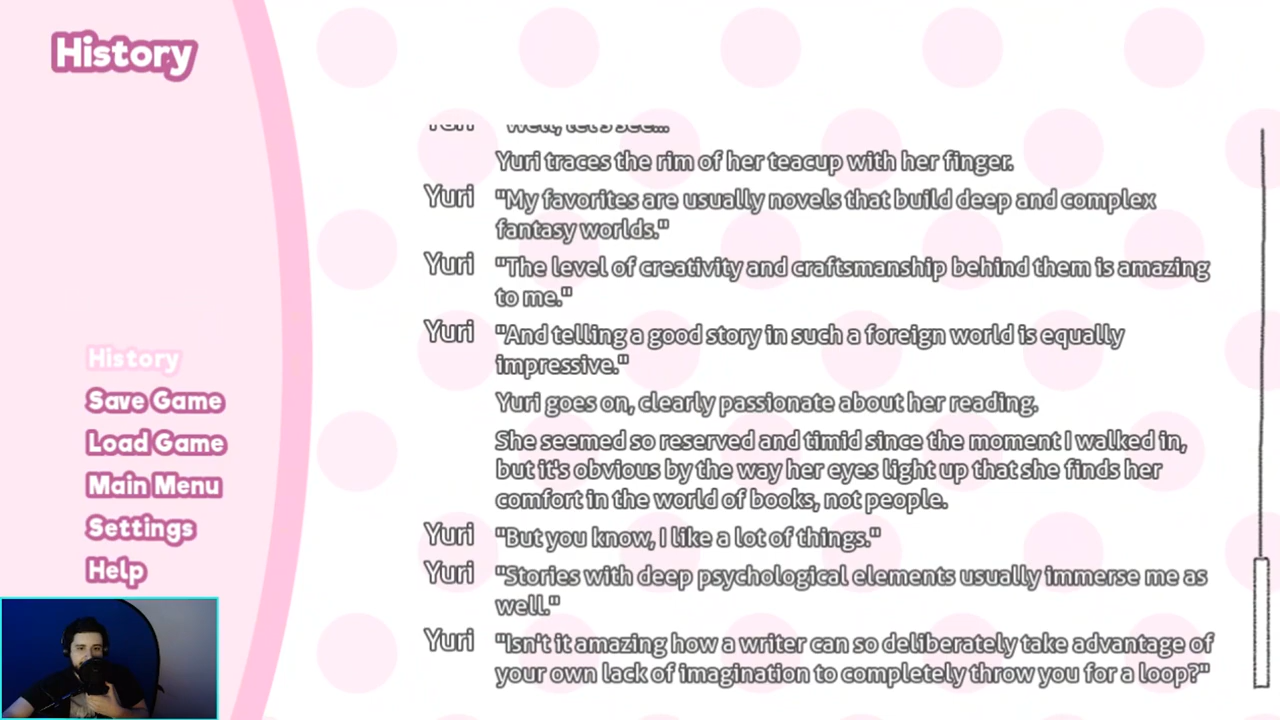 History
Yuri "Well, let's see...
Yuri traces the rim of her teacup with her finger.
Yuri "My favorites are usually novels that build deep and complex
fantasy worlds."
Yuri "The level of creativity and craftsmanship behind them is amazing
to me."
Yuri "And telling a good story in such a foreign world is equally
impressive."
Yuri goes on, clearly passionate about her reading.
She seemed so reserved and timid since the moment I walked in,
but it's obvious by the way her eyes light up that she finds her
comfort in the world of books, not people.
Yuri "But you know, I like a lot of things."
Yuri "Stories with deep psychological elements usually immerse me as
well."
Yuri "Isn't it amazing how a writer can so deliberately take advantage of
your own lack of imagination to completely throw you for a loop?"
History
Save Game
Load Game
Main Menu
Settings
Help